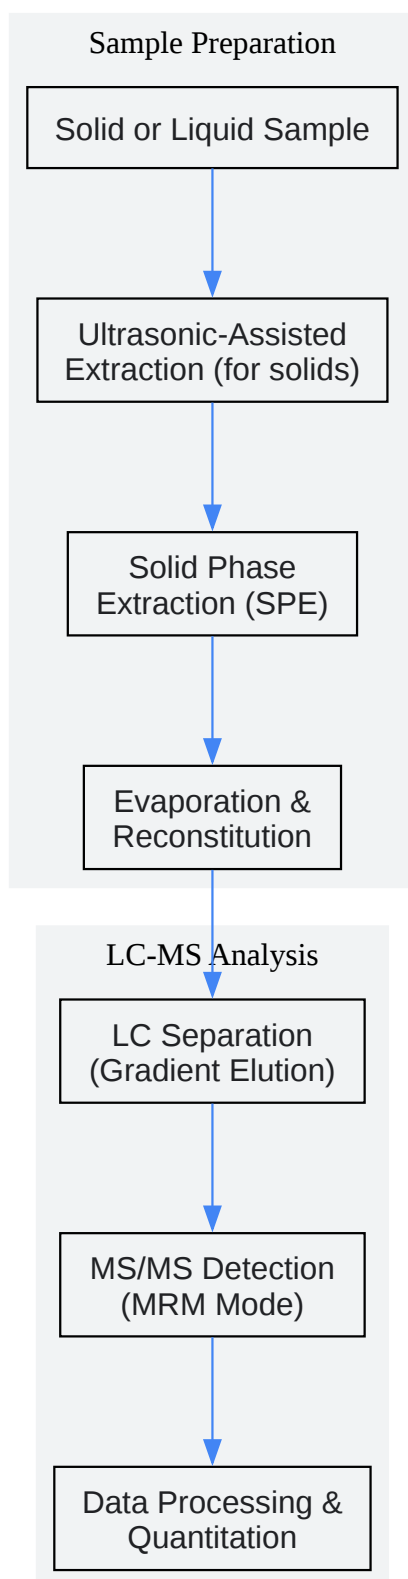 Sample Preparation
Solid or Liquid Sample
Ultrasonic-Assisted
Extraction (for solids)
Solid Phase
Extraction (SPE)
Evaporation &
Reconstitution
LC-MS Analysis
LC Separation
(Gradient Elution)
MS/MS Detection
(MRM Mode)
Data Processing &
Quantitation